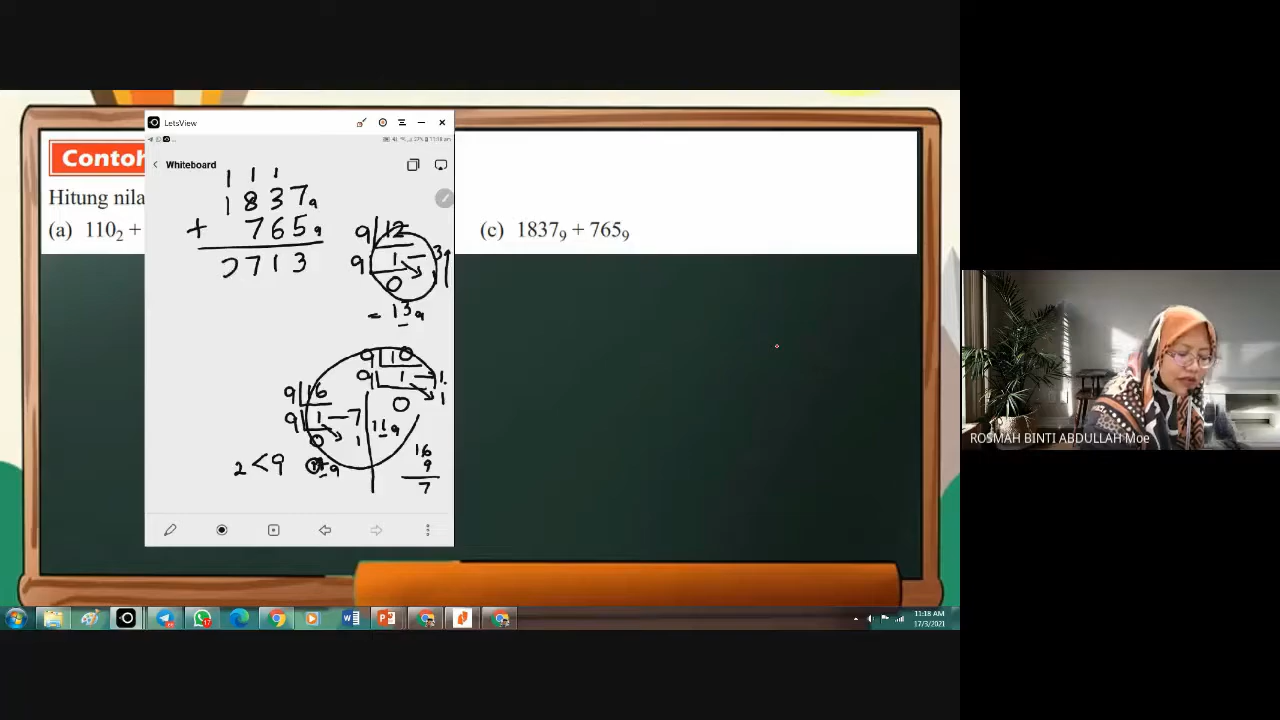 LetsView
Whiteboard
Contoh
Hitung nila
(a) 110₂ +
(c) 1837₉ + 765₉
1 1 1
1 8 3 7₉
+ 7 6 5₉
2 7 1 3
9 12
9 1 — 3
0 1
= 13₉
9 10
9 1 — 1
0 1
11₉
9 16
9 1 — 7
0 1
2 < 9
16
9
7
ROSMAH BINTI ABDULLAH Moe
11:18 AM
17/3/2021